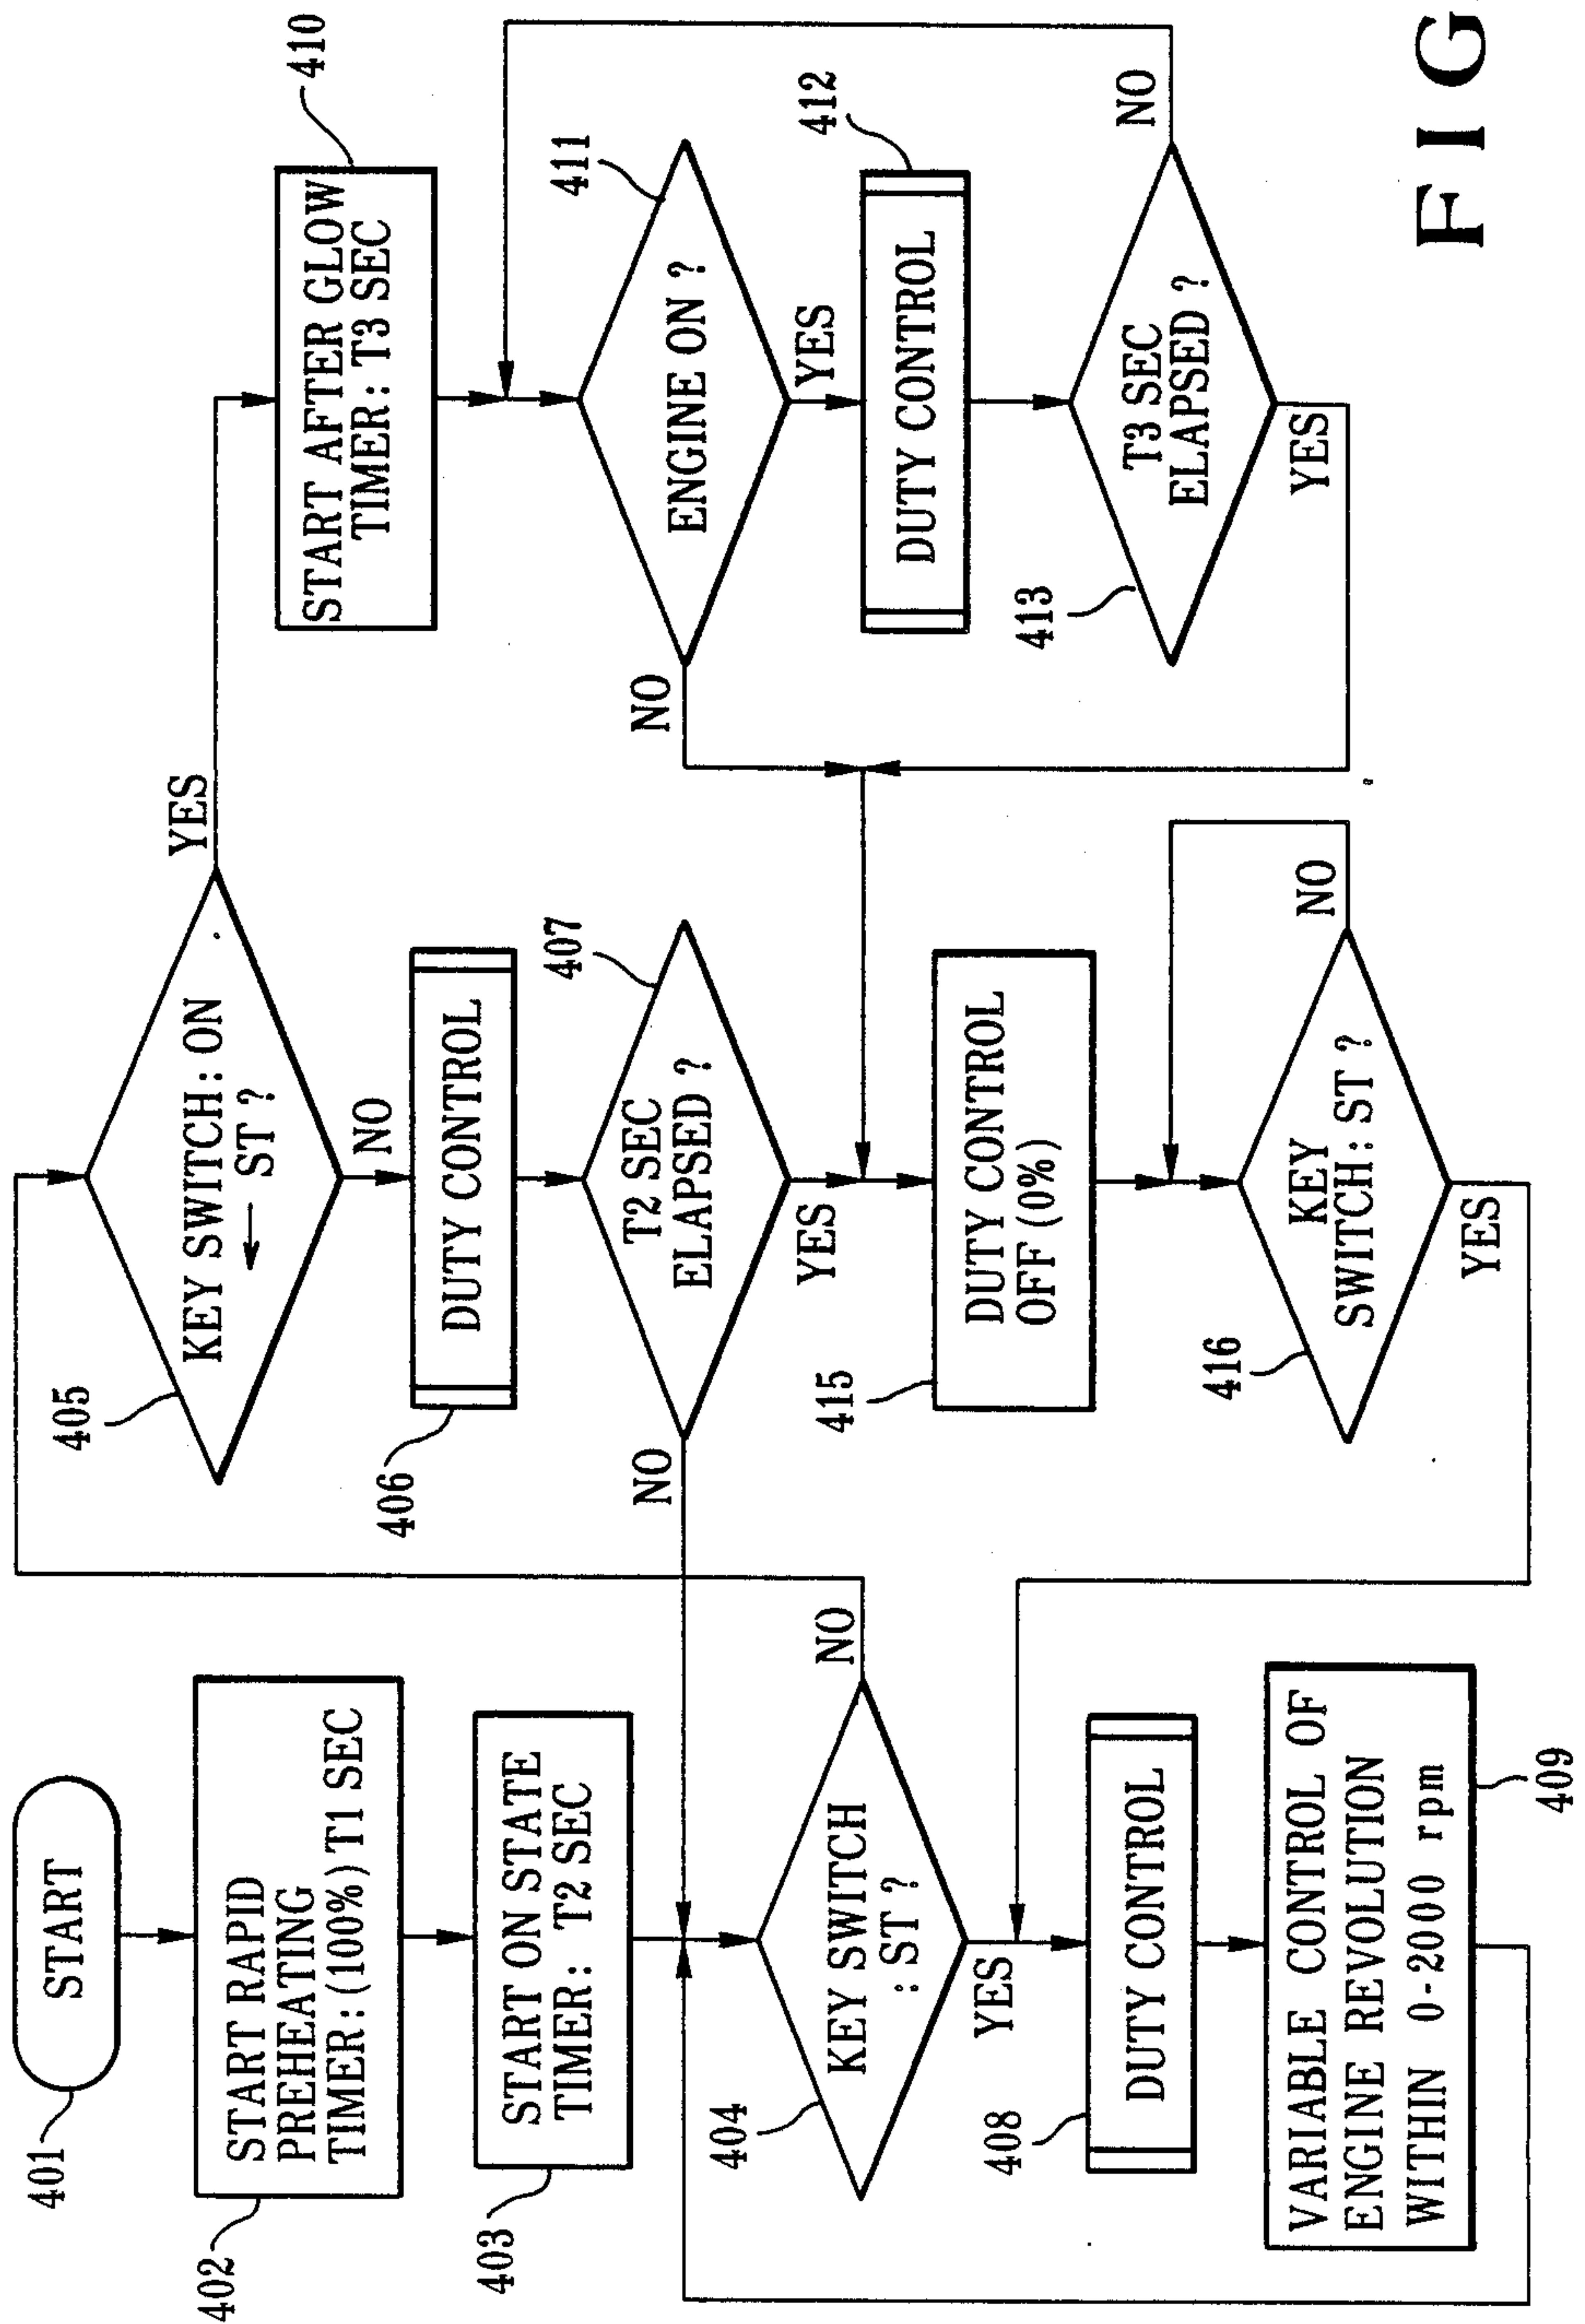 START
401
START RAPID
PREHEATING
TIMER:(100%) T1 SEC
402
START ON STATE
TIMER: T2 SEC
403
KEY SWITCH
: ST ?
404
NO
YES
DUTY CONTROL
408
VARIABLE CONTROL OF
ENGINE REVOLUTION
WITHIN 0-2000 rpm
409
KEY SWITCH: ON
← ST ?
405
YES
NO
DUTY CONTROL
406
T2 SEC
ELAPSED ?
407
NO
YES
DUTY CONTROL
OFF (0%)
415
KEY
SWITCH: ST ?
416
NO
YES
START AFTER GLOW
TIMER: T3 SEC
410
ENGINE ON ?
411
NO
YES
DUTY CONTROL
412
T3 SEC
ELAPSED ?
413
NO
YES
FIG